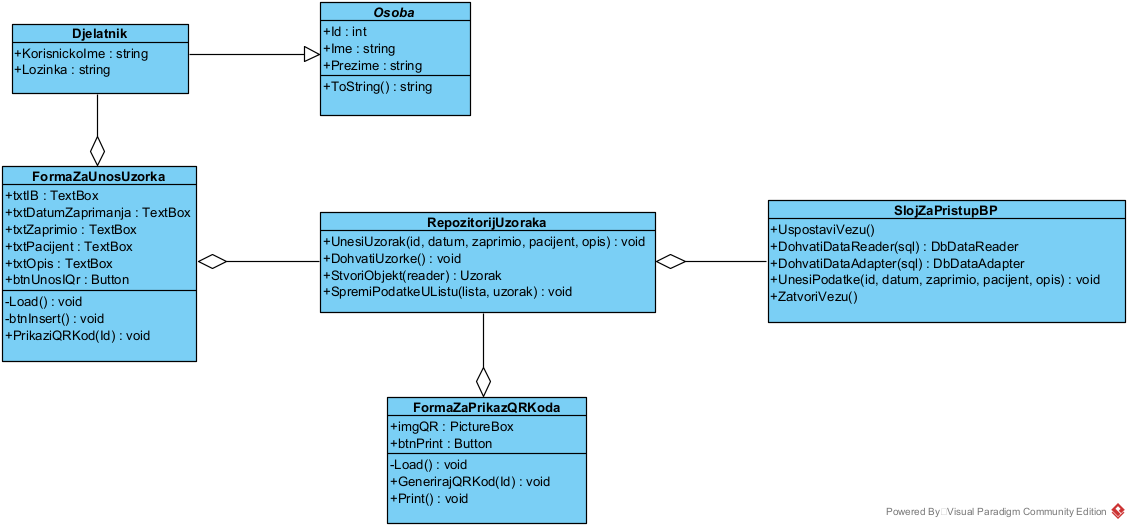 Djelatnik
+KorisnickoIme : string
+Lozinka : string
Osoba
+Id : int
+Ime : string
+Prezime : string
+ToString() : string
FormaZaUnosUzorka
+txtIB : TextBox
+txtDatumZaprimanja : TextBox
+txtZaprimio : TextBox
+txtPacijent : TextBox
+txtOpis : TextBox
+btnUnosIQr : Button
-Load() : void
-btnInsert() : void
+PrikaziQRKod(Id) : void
RepozitorijUzoraka
+UnesiUzorak(id, datum, zaprimio, pacijent, opis) : void
+DohvatiUzorke() : void
+StvoriObjekt(reader) : Uzorak
+SpremiPodatkeUListu(lista, uzorak) : void
SlojZaPristupBP
+UspostaviVezu()
+DohvatiDataReader(sql) : DbDataReader
+DohvatiDataAdapter(sql) : DbDataAdapter
+UnesiPodatke(id, datum, zaprimio, pacijent, opis) : void
+ZatvoriVezu()
FormaZaPrikazQRKoda
+imgQR : PictureBox
+btnPrint : Button
-Load() : void
+GenerirajQRKod(Id) : void
+Print() : void
Powered By Visual Paradigm Community Edition